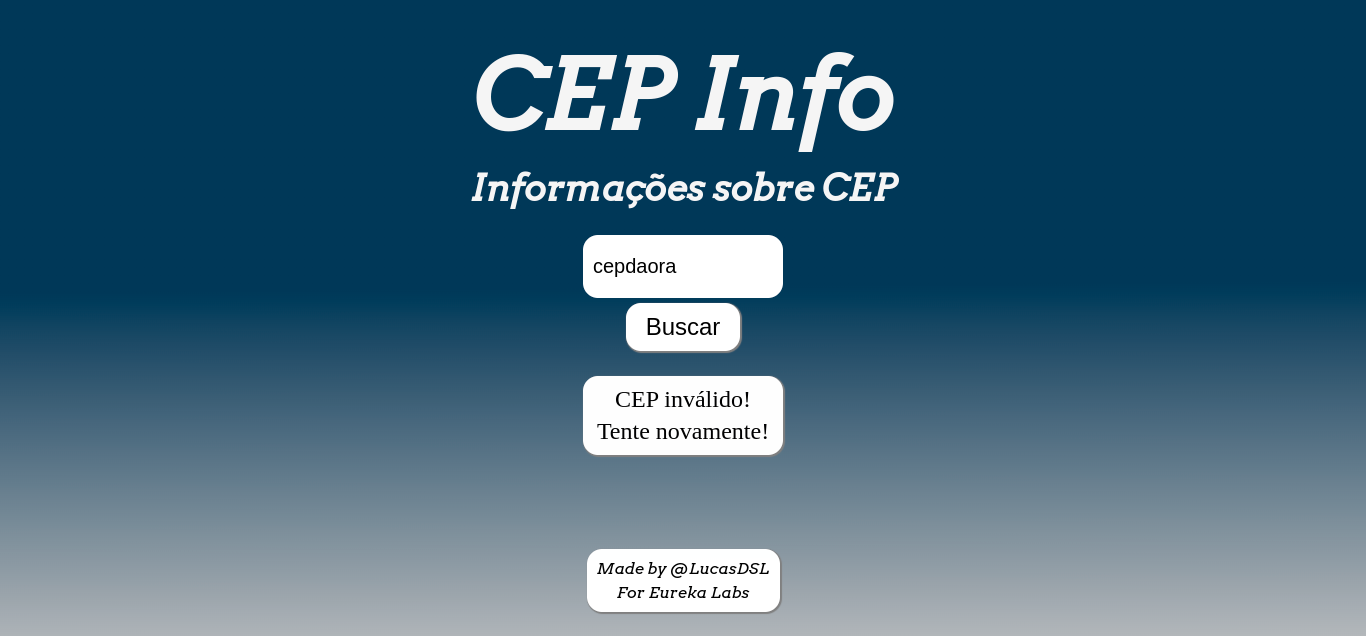 CEP Info
Informações sobre CEP
cepdaora
Buscar
CEP inválido!
Tente novamente!
Made by @LucasDSL
For Eureka Labs